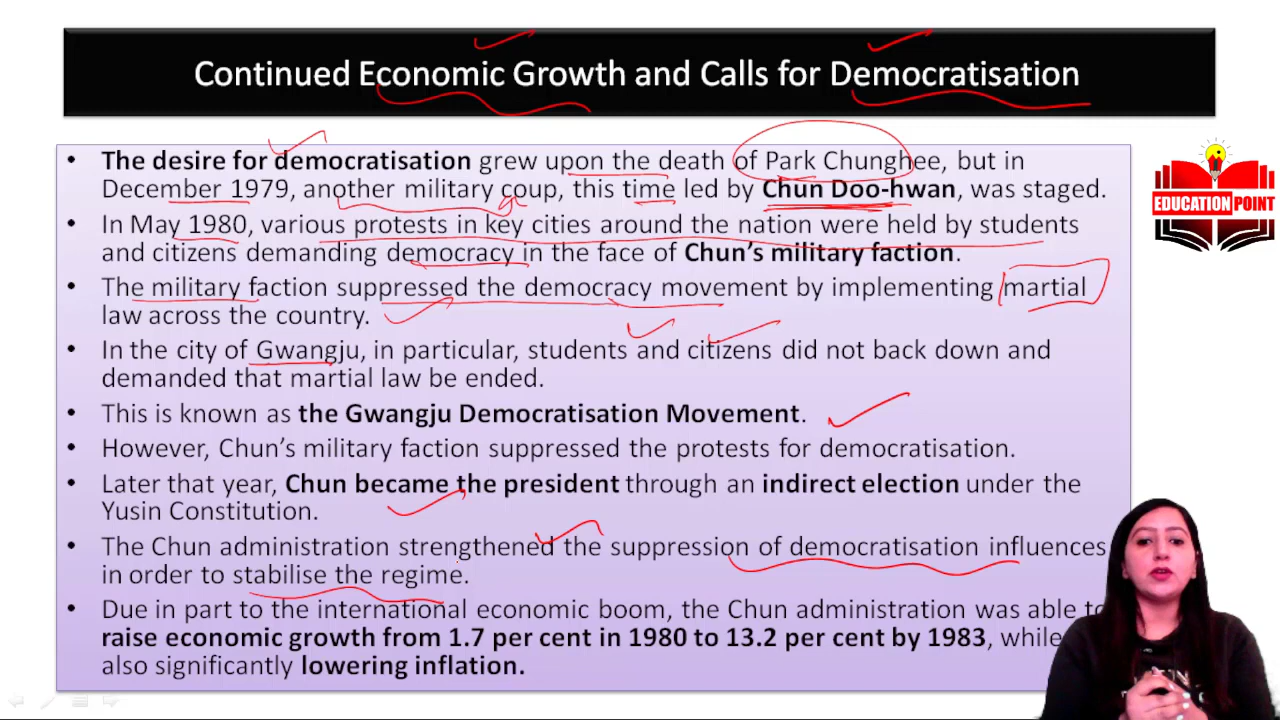 Continued Economic Growth and Calls for Democratisation
• The desire for democratisation grew upon the death of Park Chunghee, but in
December 1979, another military coup, this time led by Chun Doo-hwan, was staged.
• In May 1980, various protests in key cities around the nation were held by students
and citizens demanding democracy in the face of Chun's military faction.
• The military faction suppressed the democracy movement by implementing martial
law across the country.
• In the city of Gwangju, in particular, students and citizens did not back down and
demanded that martial law be ended.
• This is known as the Gwangju Democratisation Movement.
• However, Chun's military faction suppressed the protests for democratisation.
• Later that year, Chun became the president through an indirect election under the
Yusin Constitution.
• The Chun administration strengthened the suppression of democratisation influences
in order to stabilise the regime.
• Due in part to the international economic boom, the Chun administration was able to
raise economic growth from 1.7 per cent in 1980 to 13.2 per cent by 1983, while
also significantly lowering inflation.
EDUCATION POINT